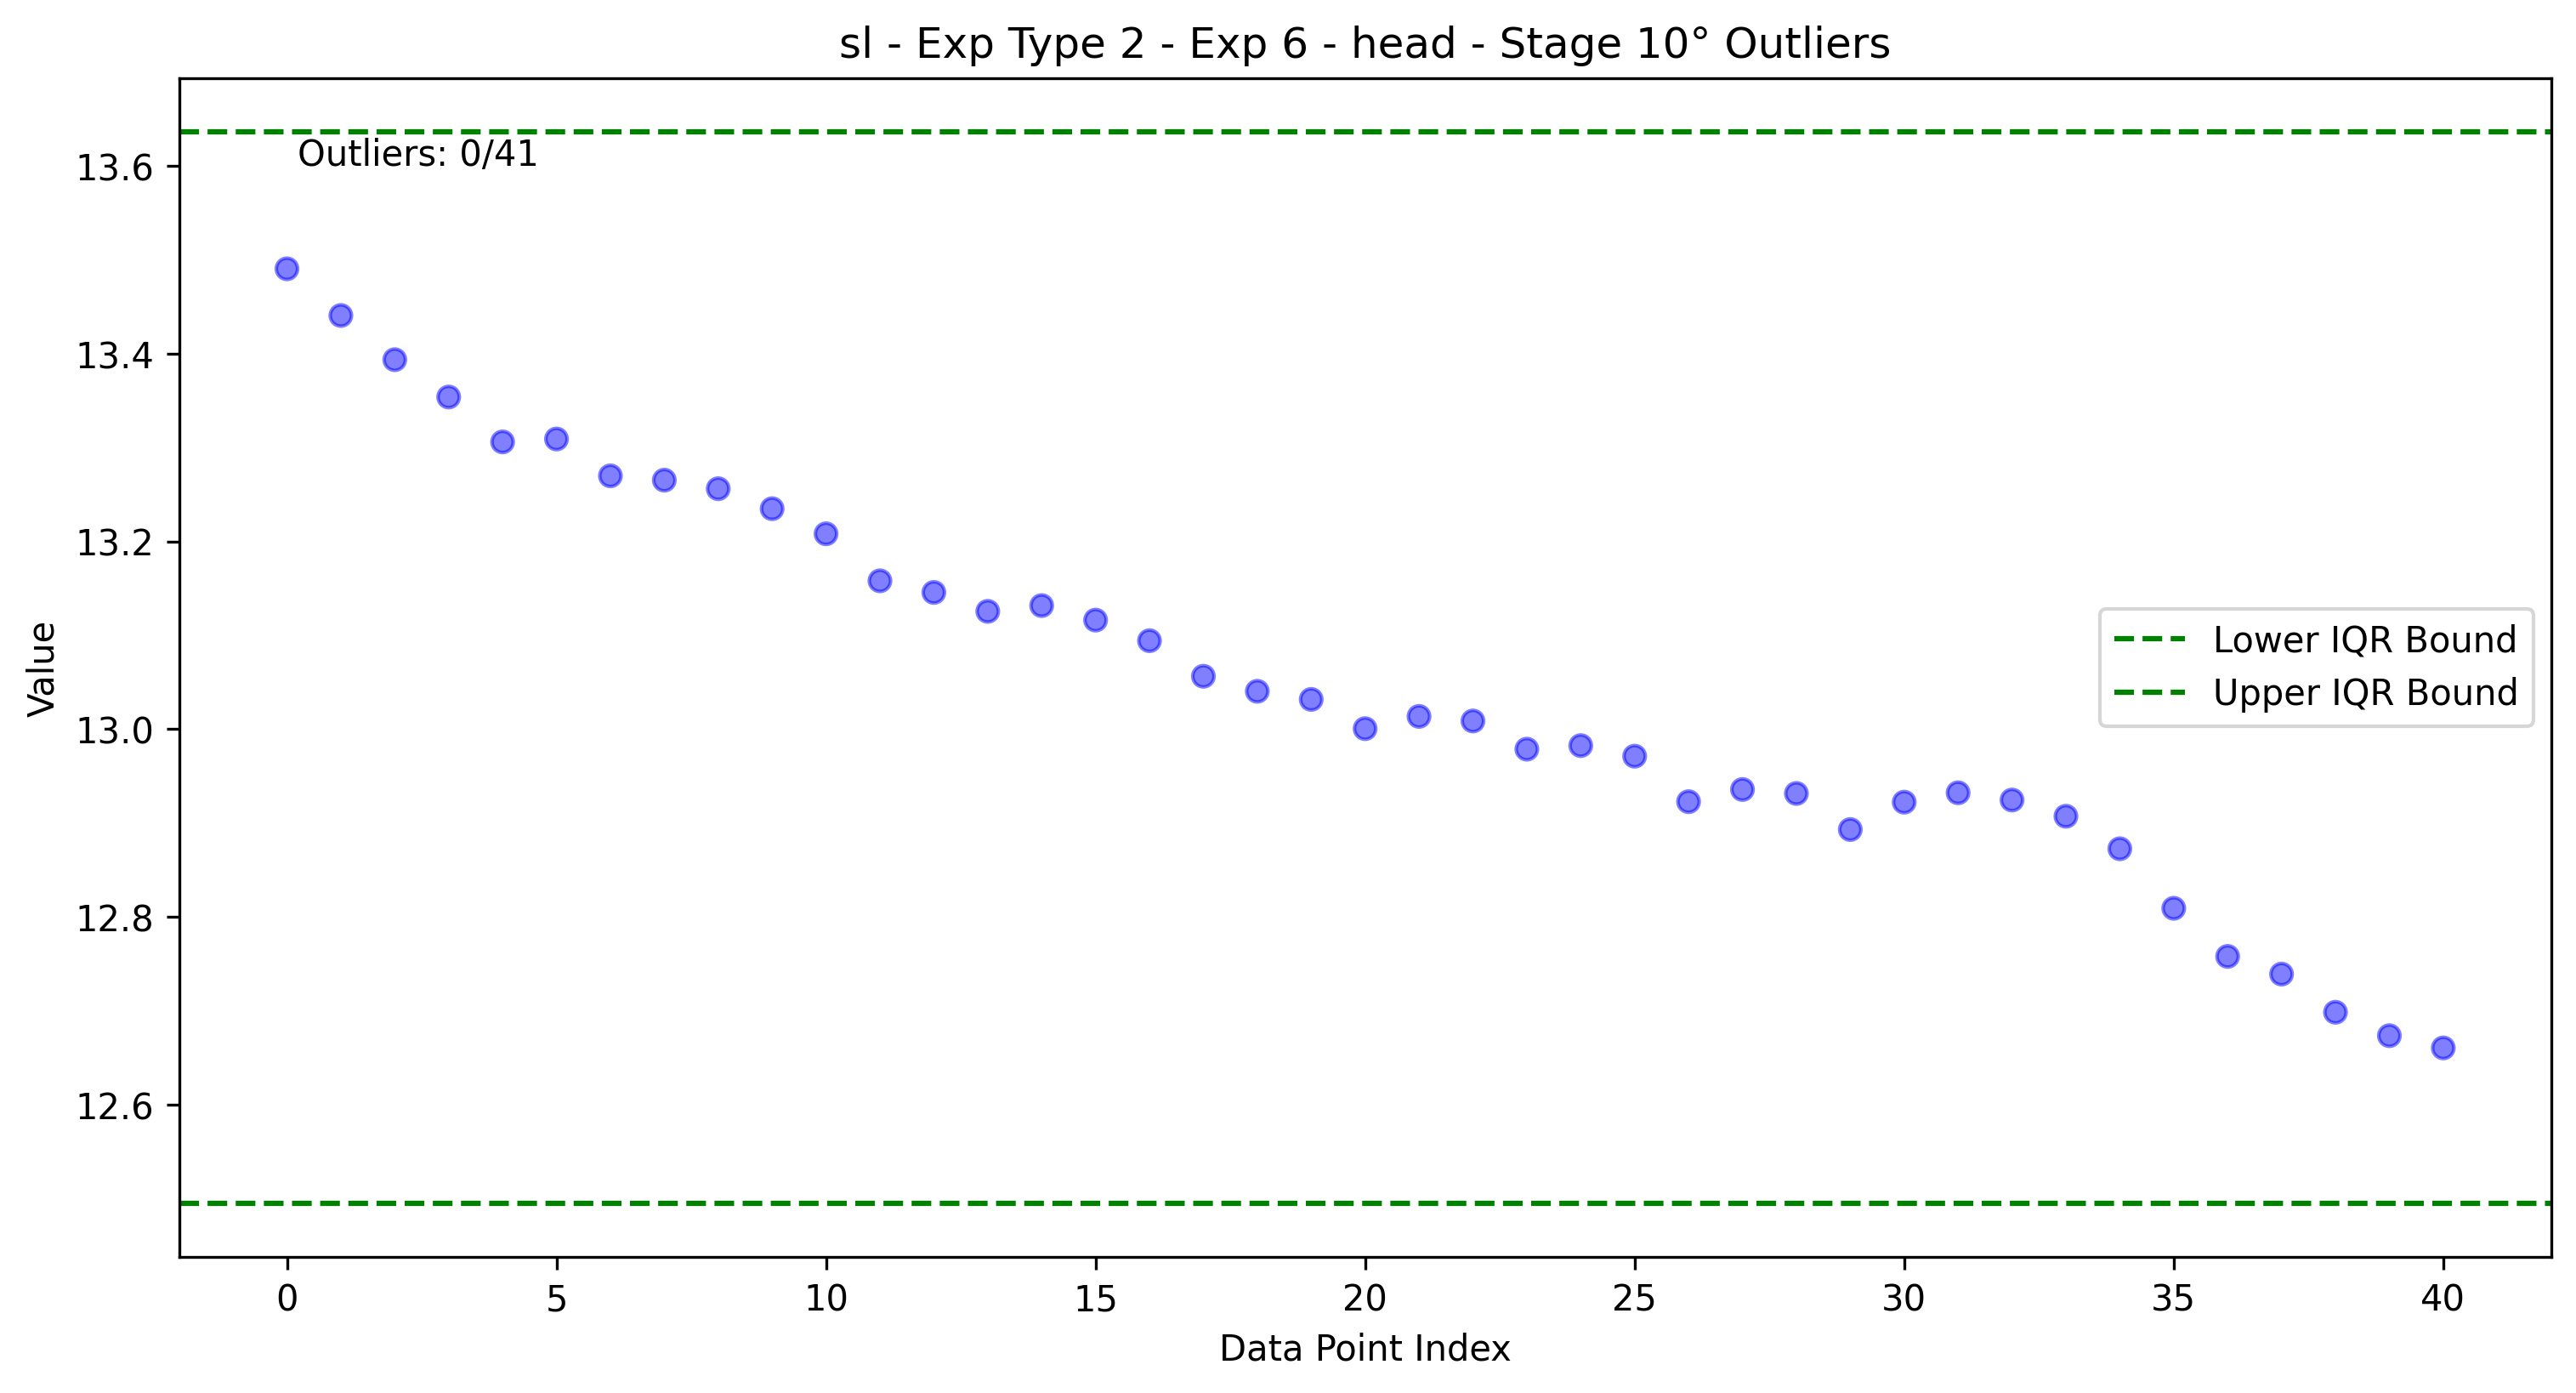 sl - Exp Type 2 - Exp 6 - head - Stage 10° Outliers
Outliers: 0/41
13.6
13.4
13.2
13.0
12.8
12.6
Value
Lower IQR Bound
Upper IQR Bound
0 5 10 15 20 25 30 35 40
Data Point Index